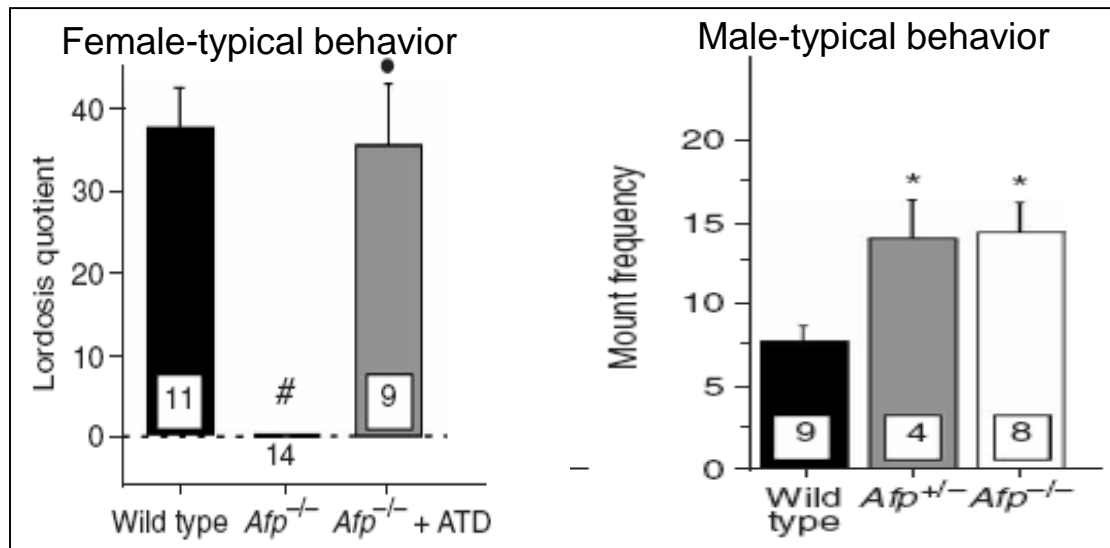 Female-typical behavior
Lordosis quotient
40
30
20
10
0
11
#
14
9
Wild type
Afp–/–
Afp–/– + ATD
Male-typical behavior
Mount frequency
20
15
10
5
0
*
*
9
4
8
Wild
type
Afp+/–
Afp–/–